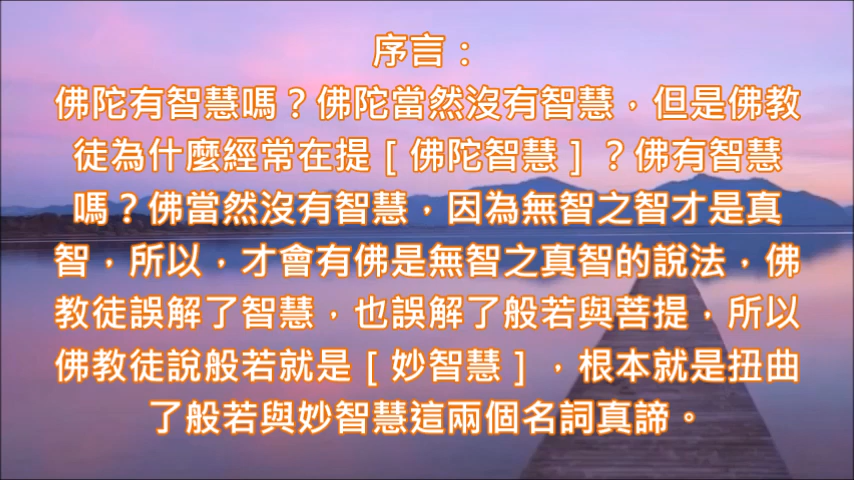 序言：
佛陀有智慧嗎？佛陀當然沒有智慧，但是佛教
徒為什麼經常在提［佛陀智慧］？佛有智慧
嗎？佛當然沒有智慧，因為無智之智才是真
智，所以，才會有佛是無智之真智的說法，佛
教徒誤解了智慧，也誤解了般若與菩提，所以
佛教徒說般若就是［妙智慧］，根本就是扭曲
了般若與妙智慧這兩個名詞真諦。